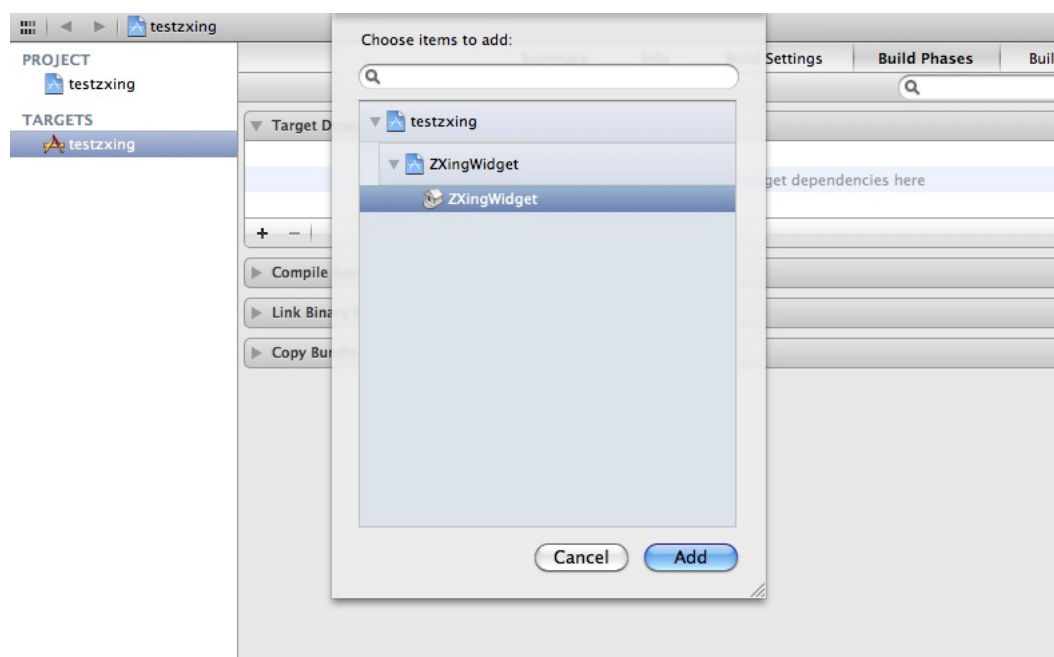 testzxing
PROJECT
testzxing
TARGETS
testzxing
Choose items to add:
testzxing
ZXingWidget
ZXingWidget
Cancel
Add
Settings
Build Phases
Buil
Target D
get dependencies here
+ −
Compile
Link Bina
Copy Bu